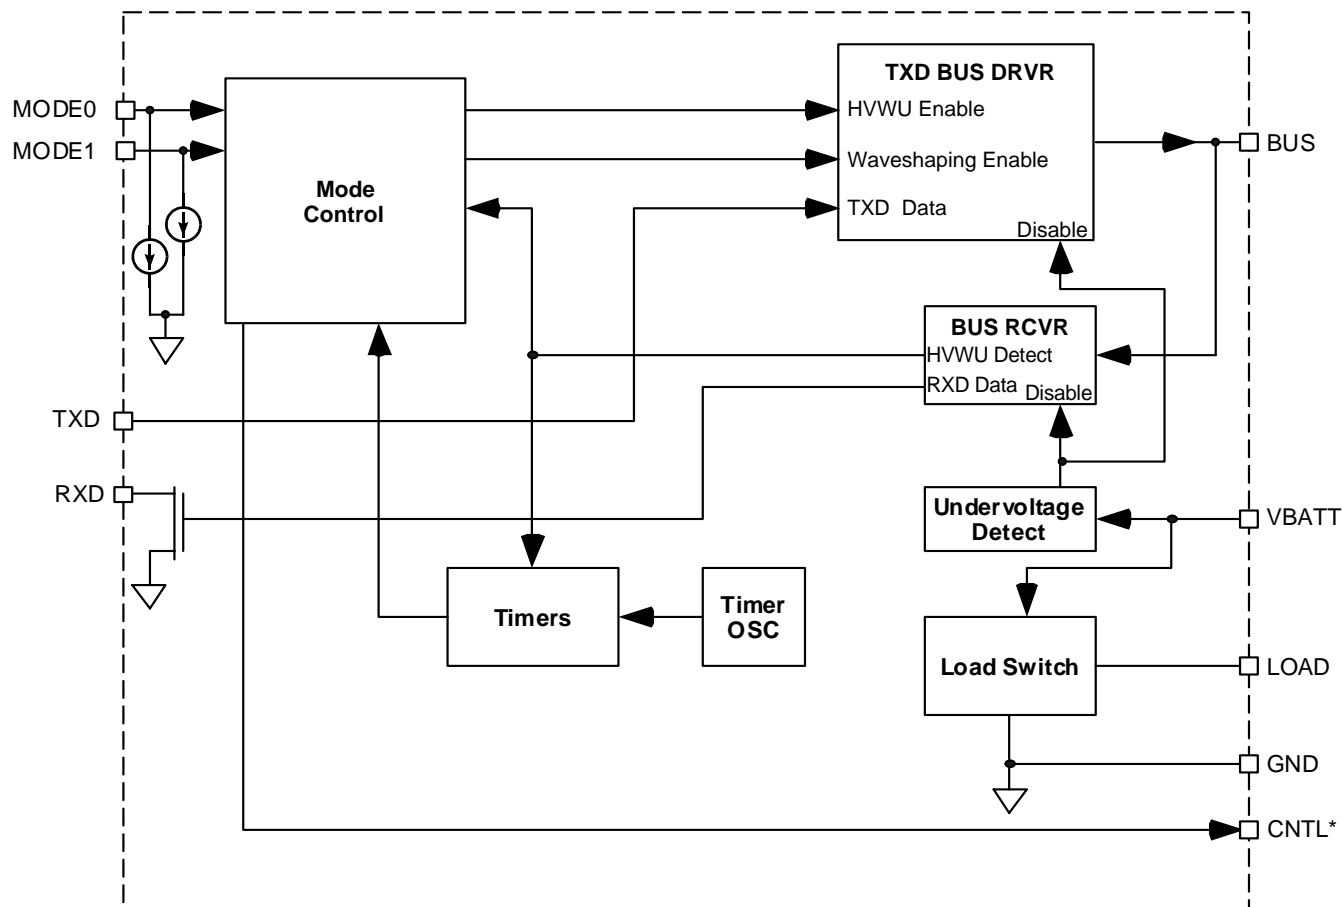 TXD BUS DRVR
MODE0
HVWU Enable
MODE1
BUS
Waveshaping Enable
Mode
Control
TXD Data
Disable
BUS RCVR
HVWU Detect
RXD Data
Disable
TXD
RXD
Undervoltage
Detect
VBATT
Timers
Timer
OSC
Load Switch
LOAD
GND
CNTL*